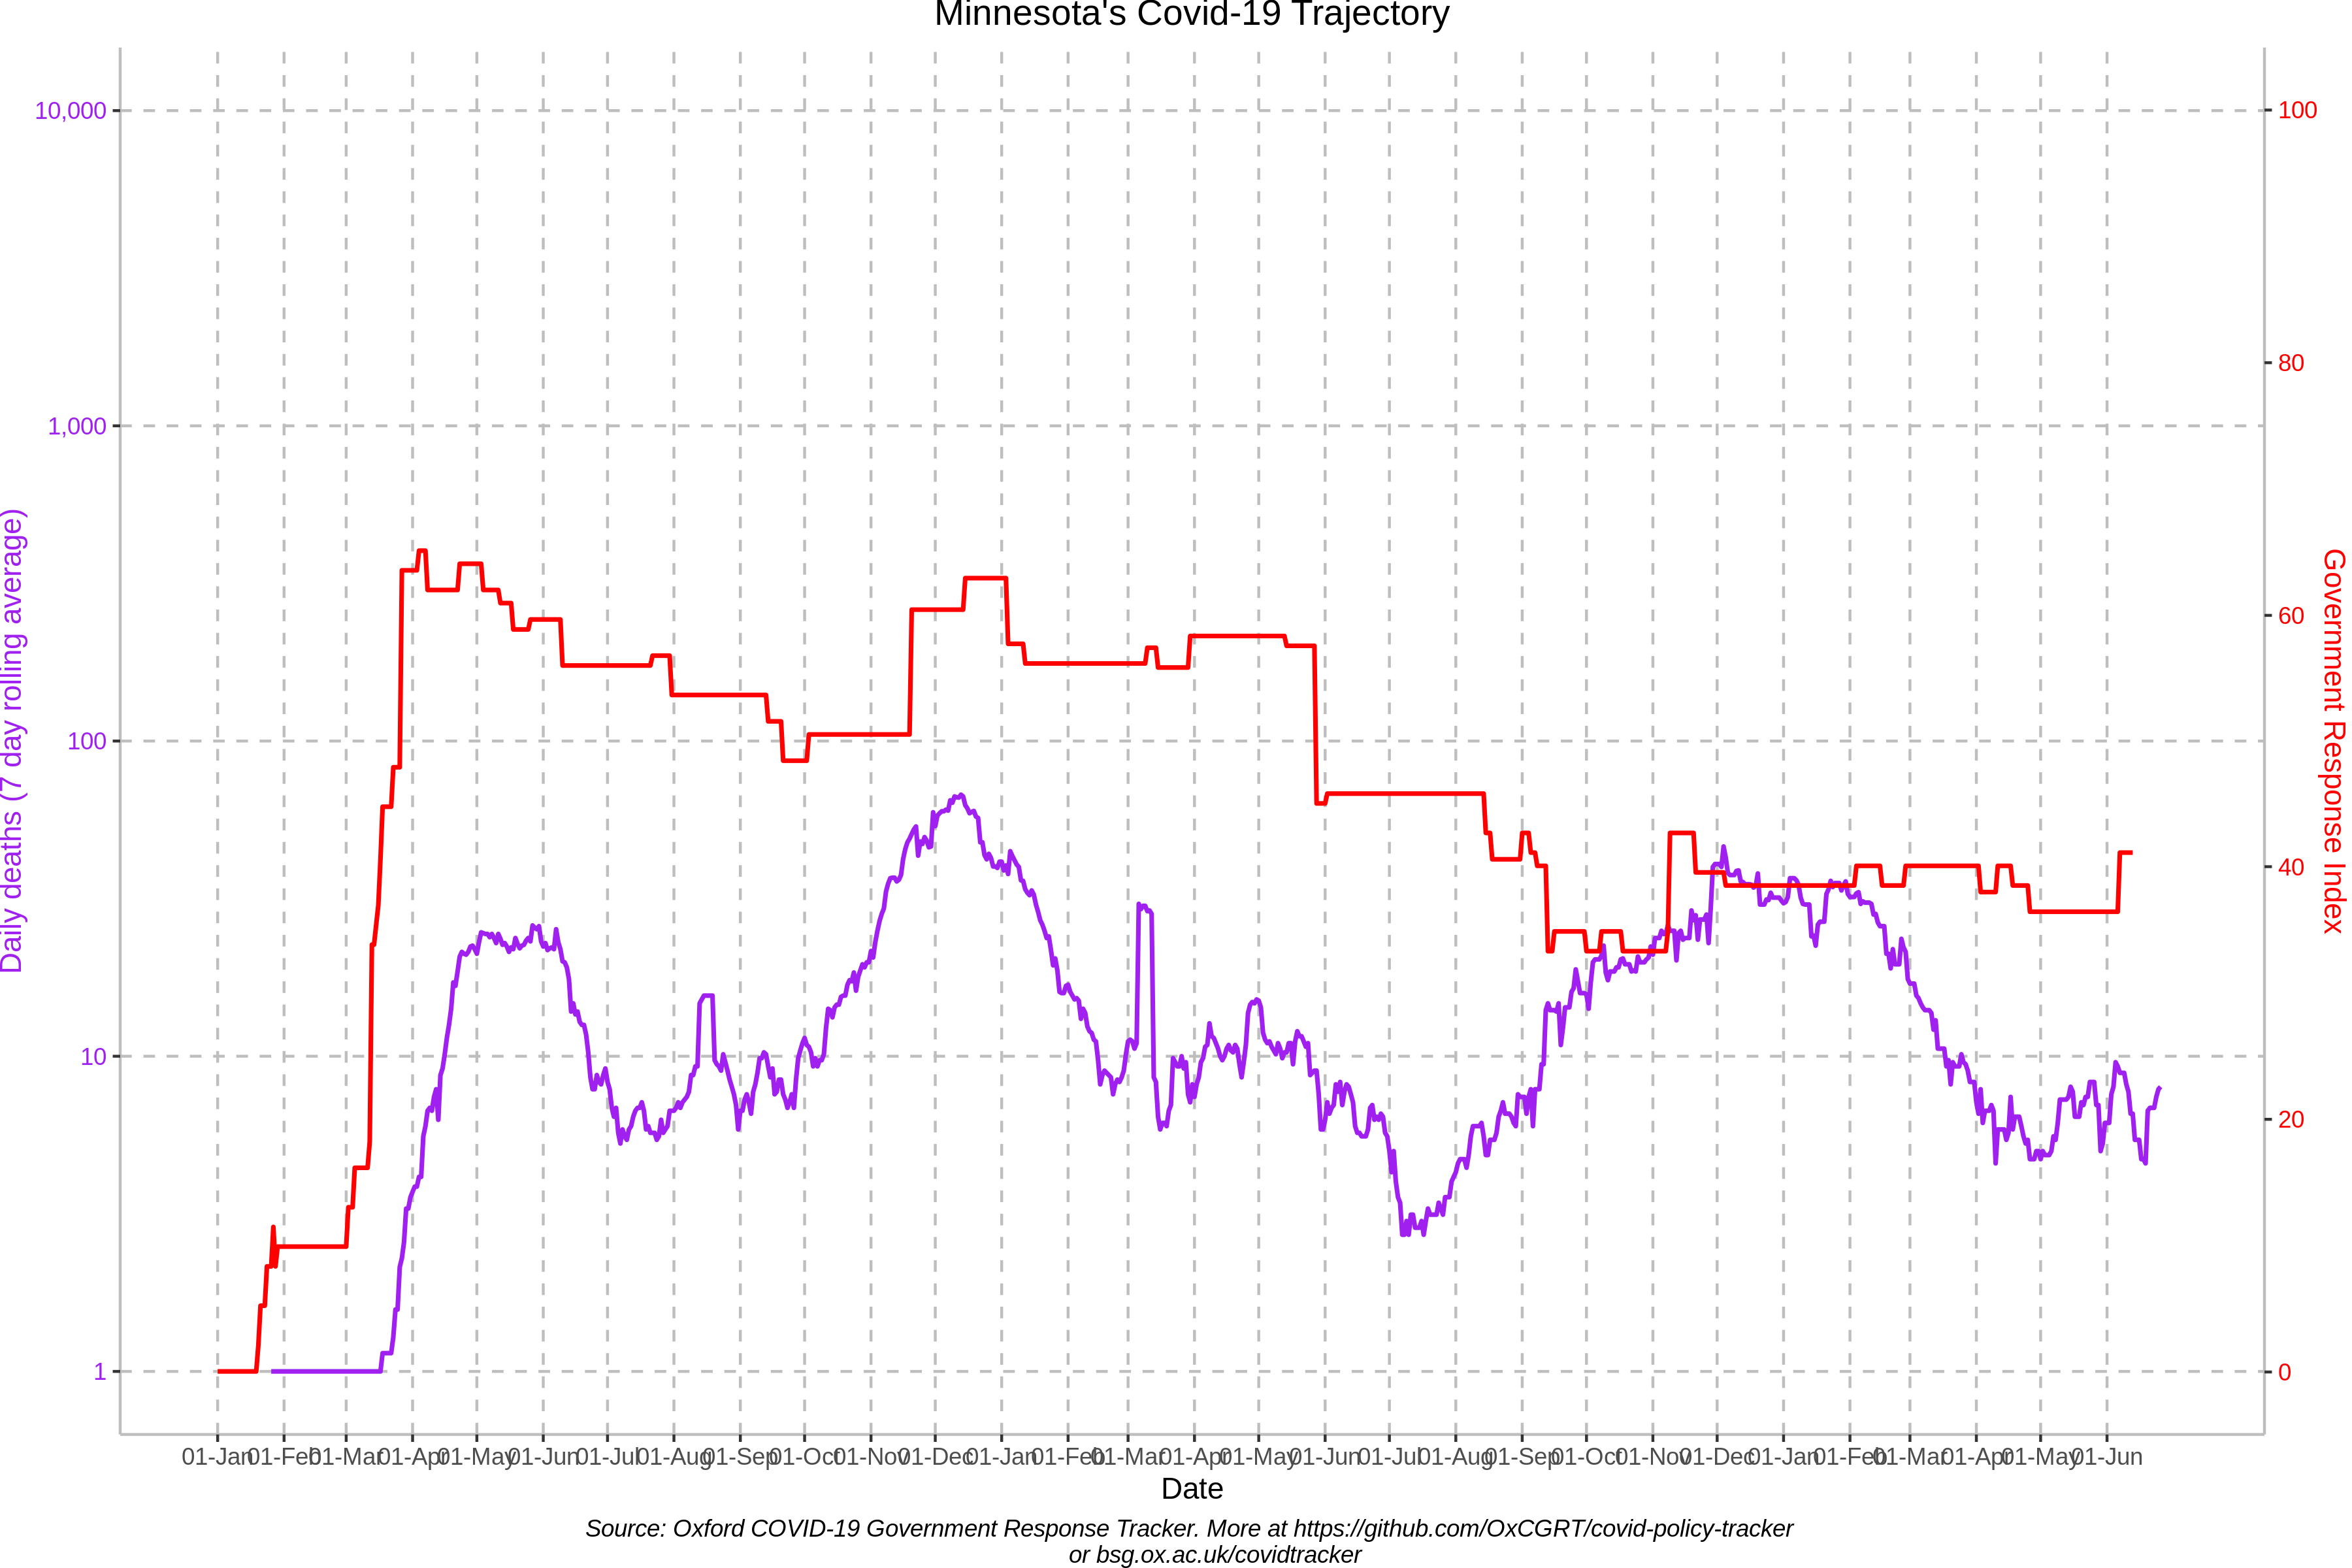 Minnesota's Covid-19 Trajectory
10,000
1,000
100
10
1
Daily deaths (7 day rolling average)
100
80
60
40
20
0
Government Response Index
01-Jan 01-Feb 01-Mar 01-Apr 01-May 01-Jun 01-Jul 01-Aug 01-Sep 01-Oct 01-Nov 01-Dec 01-Jan 01-Feb 01-Mar 01-Apr 01-May 01-Jun 01-Jul 01-Aug 01-Sep 01-Oct 01-Nov 01-Dec 01-Jan 01-Feb 01-Mar 01-Apr 01-May 01-Jun
Date
Source: Oxford COVID-19 Government Response Tracker. More at https://github.com/OxCGRT/covid-policy-tracker
or bsg.ox.ac.uk/covidtracker